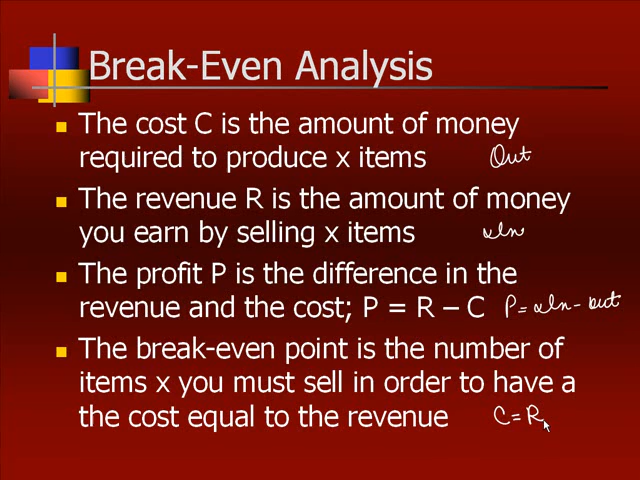 Break-Even Analysis
The cost C is the amount of money
required to produce x items Out
The revenue R is the amount of money
you earn by selling x items In
The profit P is the difference in the
revenue and the cost; P = R – C P = In - out
The break-even point is the number of
items x you must sell in order to have a
the cost equal to the revenue C = R